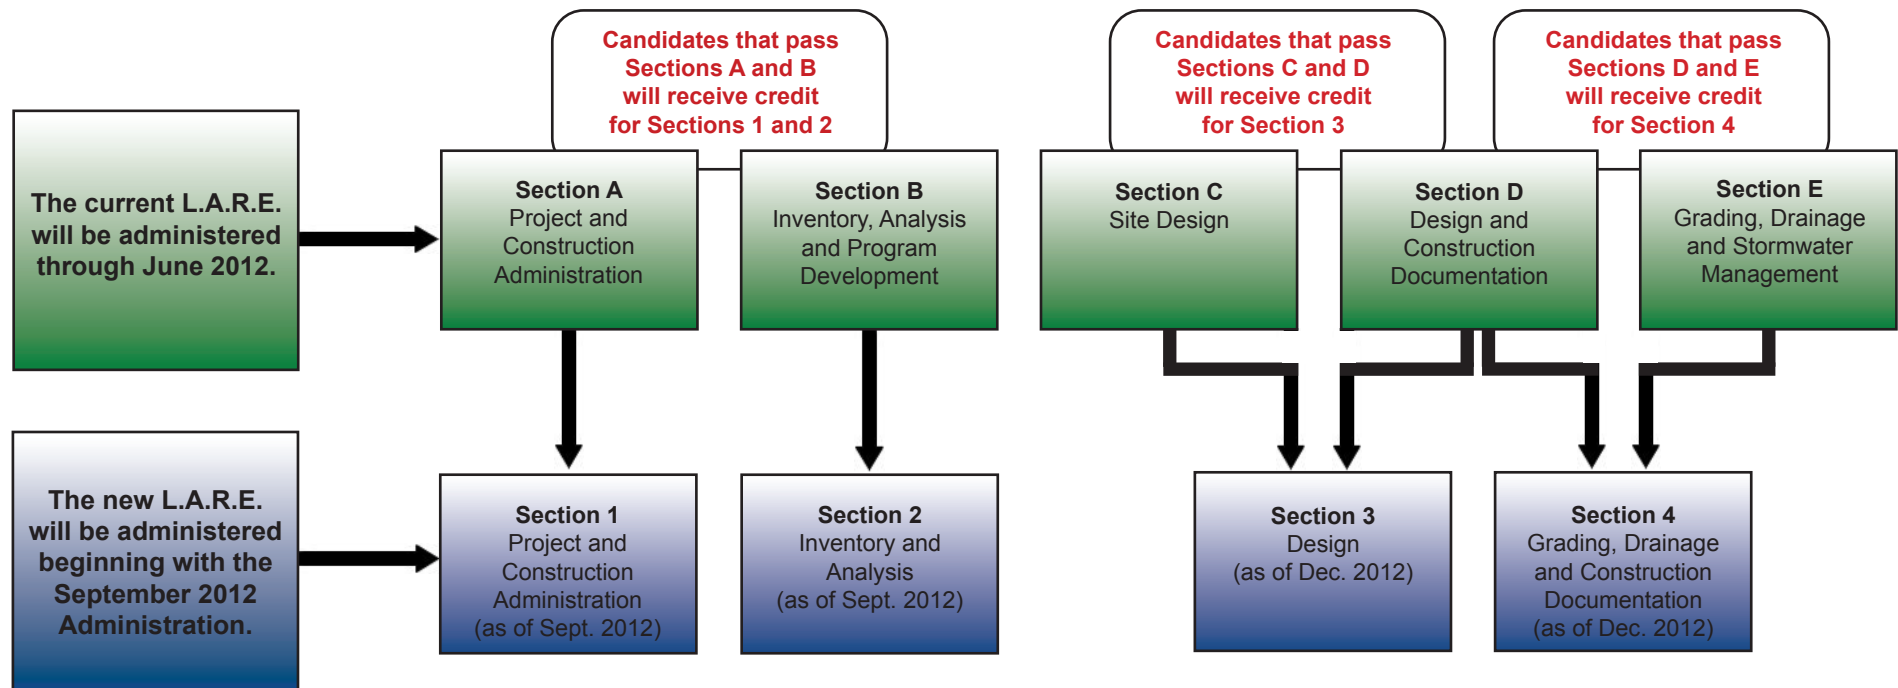 Candidates that pass
Sections A and B
will receive credit
for Sections 1 and 2
Candidates that pass
Sections C and D
will receive credit
for Section 3
Candidates that pass
Sections D and E
will receive credit
for Section 4
The current L.A.R.E.
will be administered
through June 2012.
Section A
Project and
Construction
Administration
Section B
Inventory, Analysis
and Program
Development
Section C
Site Design
Section D
Design and
Construction
Documentation
Section E
Grading, Drainage
and Stormwater
Management
The new L.A.R.E.
will be administered
beginning with the
September 2012
Administration.
Section 1
Project and
Construction
Administration
(as of Sept. 2012)
Section 2
Inventory and
Analysis
(as of Sept. 2012)
Section 3
Design
(as of Dec. 2012)
Section 4
Grading, Drainage
and Construction
Documentation
(as of Dec. 2012)